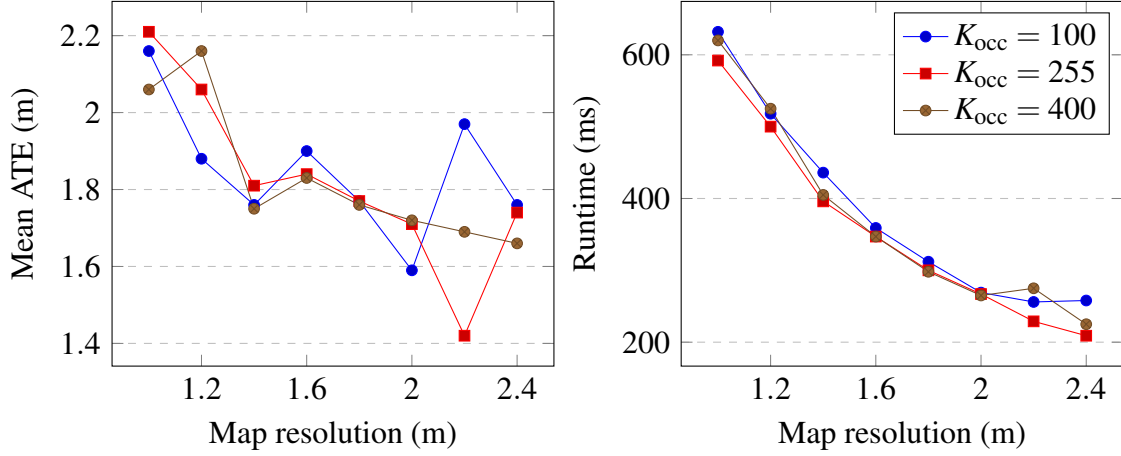 2.2
2
1.8
1.6
1.4
Mean ATE (m)
1.2
1.6
2
2.4
Map resolution (m)
600
400
200
Runtime (ms)
1.2
1.6
2
2.4
Map resolution (m)
K_occ = 100
K_occ = 255
K_occ = 400